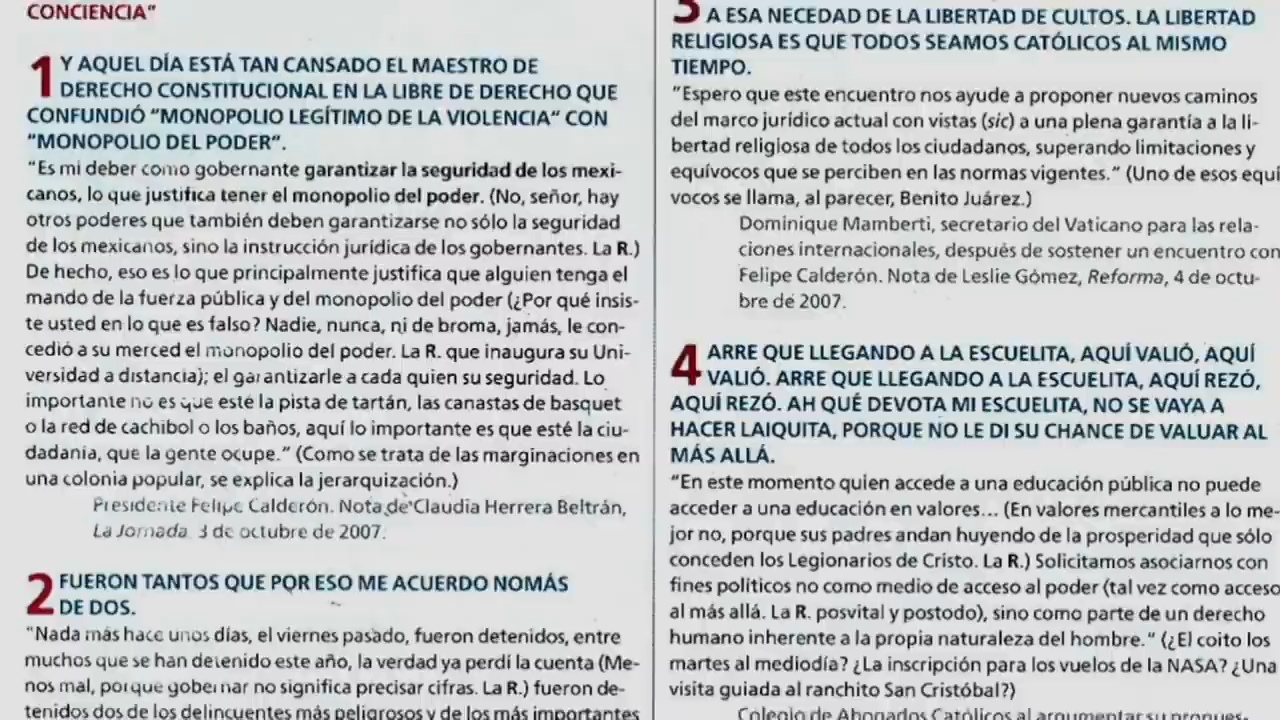 CONCIENCIA"
1 Y AQUEL DÍA ESTÁ TAN CANSADO EL MAESTRO DE
DERECHO CONSTITUCIONAL EN LA LIBRE DE DERECHO QUE
CONFUNDIÓ "MONOPOLIO LEGÍTIMO DE LA VIOLENCIA" CON
"MONOPOLIO DEL PODER".
"Es mi deber como gobernante garantizar la seguridad de los mexi-
canos, lo que justifica tener el monopolio del poder. (No, señor, hay
otros poderes que también deben garantizarse no sólo la seguridad
de los mexicanos, sino la instrucción jurídica de los gobernantes. La R.)
De hecho, eso es lo que principalmente justifica que alguien tenga el
mando de la fuerza pública y del monopolio del poder (¿Por qué insis-
te usted en lo que es falso? Nadie, nunca, ni de broma, jamás, le con-
cedió a su merced el monopolio del poder. La R. que inaugura su Uni-
versidad a distancia); el garantizarle a cada quien su seguridad. Lo
importante no es que esté la pista de tartán, las canastas de basquet
o la red de cachibol o los baños, aquí lo importante es que esté la ciu-
dadanía, que la gente ocupe." (Como se trata de las marginaciones en
una colonia popular, se explica la jerarquización.)
Presidente Felipe Calderón. Nota de Claudia Herrera Beltrán,
La Jornada. 3 de octubre de 2007.
2 FUERON TANTOS QUE POR ESO ME ACUERDO NOMÁS
DE DOS.
"Nada más hace unos días, el viernes pasado, fueron detenidos, entre
muchos que se han detenido este año, la verdad ya perdí la cuenta (Me-
nos mal, porque gobernar no significa precisar cifras. La R.) fueron de-
tenidos dos de los delincuentes más peligrosos y de los más importantes
3 A ESA NECEDAD DE LA LIBERTAD DE CULTOS. LA LIBERTAD
RELIGIOSA ES QUE TODOS SEAMOS CATÓLICOS AL MISMO
TIEMPO.
"Espero que este encuentro nos ayude a proponer nuevos caminos
del marco jurídico actual con vistas (sic) a una plena garantía a la li-
bertad religiosa de todos los ciudadanos, superando limitaciones y
equívocos que se perciben en las normas vigentes." (Uno de esos equí
vocos se llama, al parecer, Benito Juárez.)
Dominique Mamberti, secretario del Vaticano para las rela-
ciones internacionales, después de sostener un encuentro con
Felipe Calderón. Nota de Leslie Gómez, Reforma, 4 de octu-
bre de 2007.
4 ARRE QUE LLEGANDO A LA ESCUELITA, AQUÍ VALIÓ, AQUÍ
VALIÓ. ARRE QUE LLEGANDO A LA ESCUELITA, AQUÍ REZÓ,
AQUÍ REZÓ. AH QUÉ DEVOTA MI ESCUELITA, NO SE VAYA A
HACER LAIQUITA, PORQUE NO LE DI SU CHANCE DE VALUAR AL
MÁS ALLÁ.
"En este momento quien accede a una educación pública no puede
acceder a una educación en valores... (En valores mercantiles a lo me-
jor no, porque sus padres andan huyendo de la prosperidad que sólo
conceden los Legionarios de Cristo. La R.) Solicitamos asociarnos con
fines políticos no como medio de acceso al poder (tal vez como acceso
al más allá. La R. posvital y postodo), sino como parte de un derecho
humano inherente a la propia naturaleza del hombre." (¿El coito los
martes al mediodía? ¿La inscripción para los vuelos de la NASA? ¿Una
visita guiada al ranchito San Cristóbal?)
Colegio de Abogados Católicos al argumentar su propues-